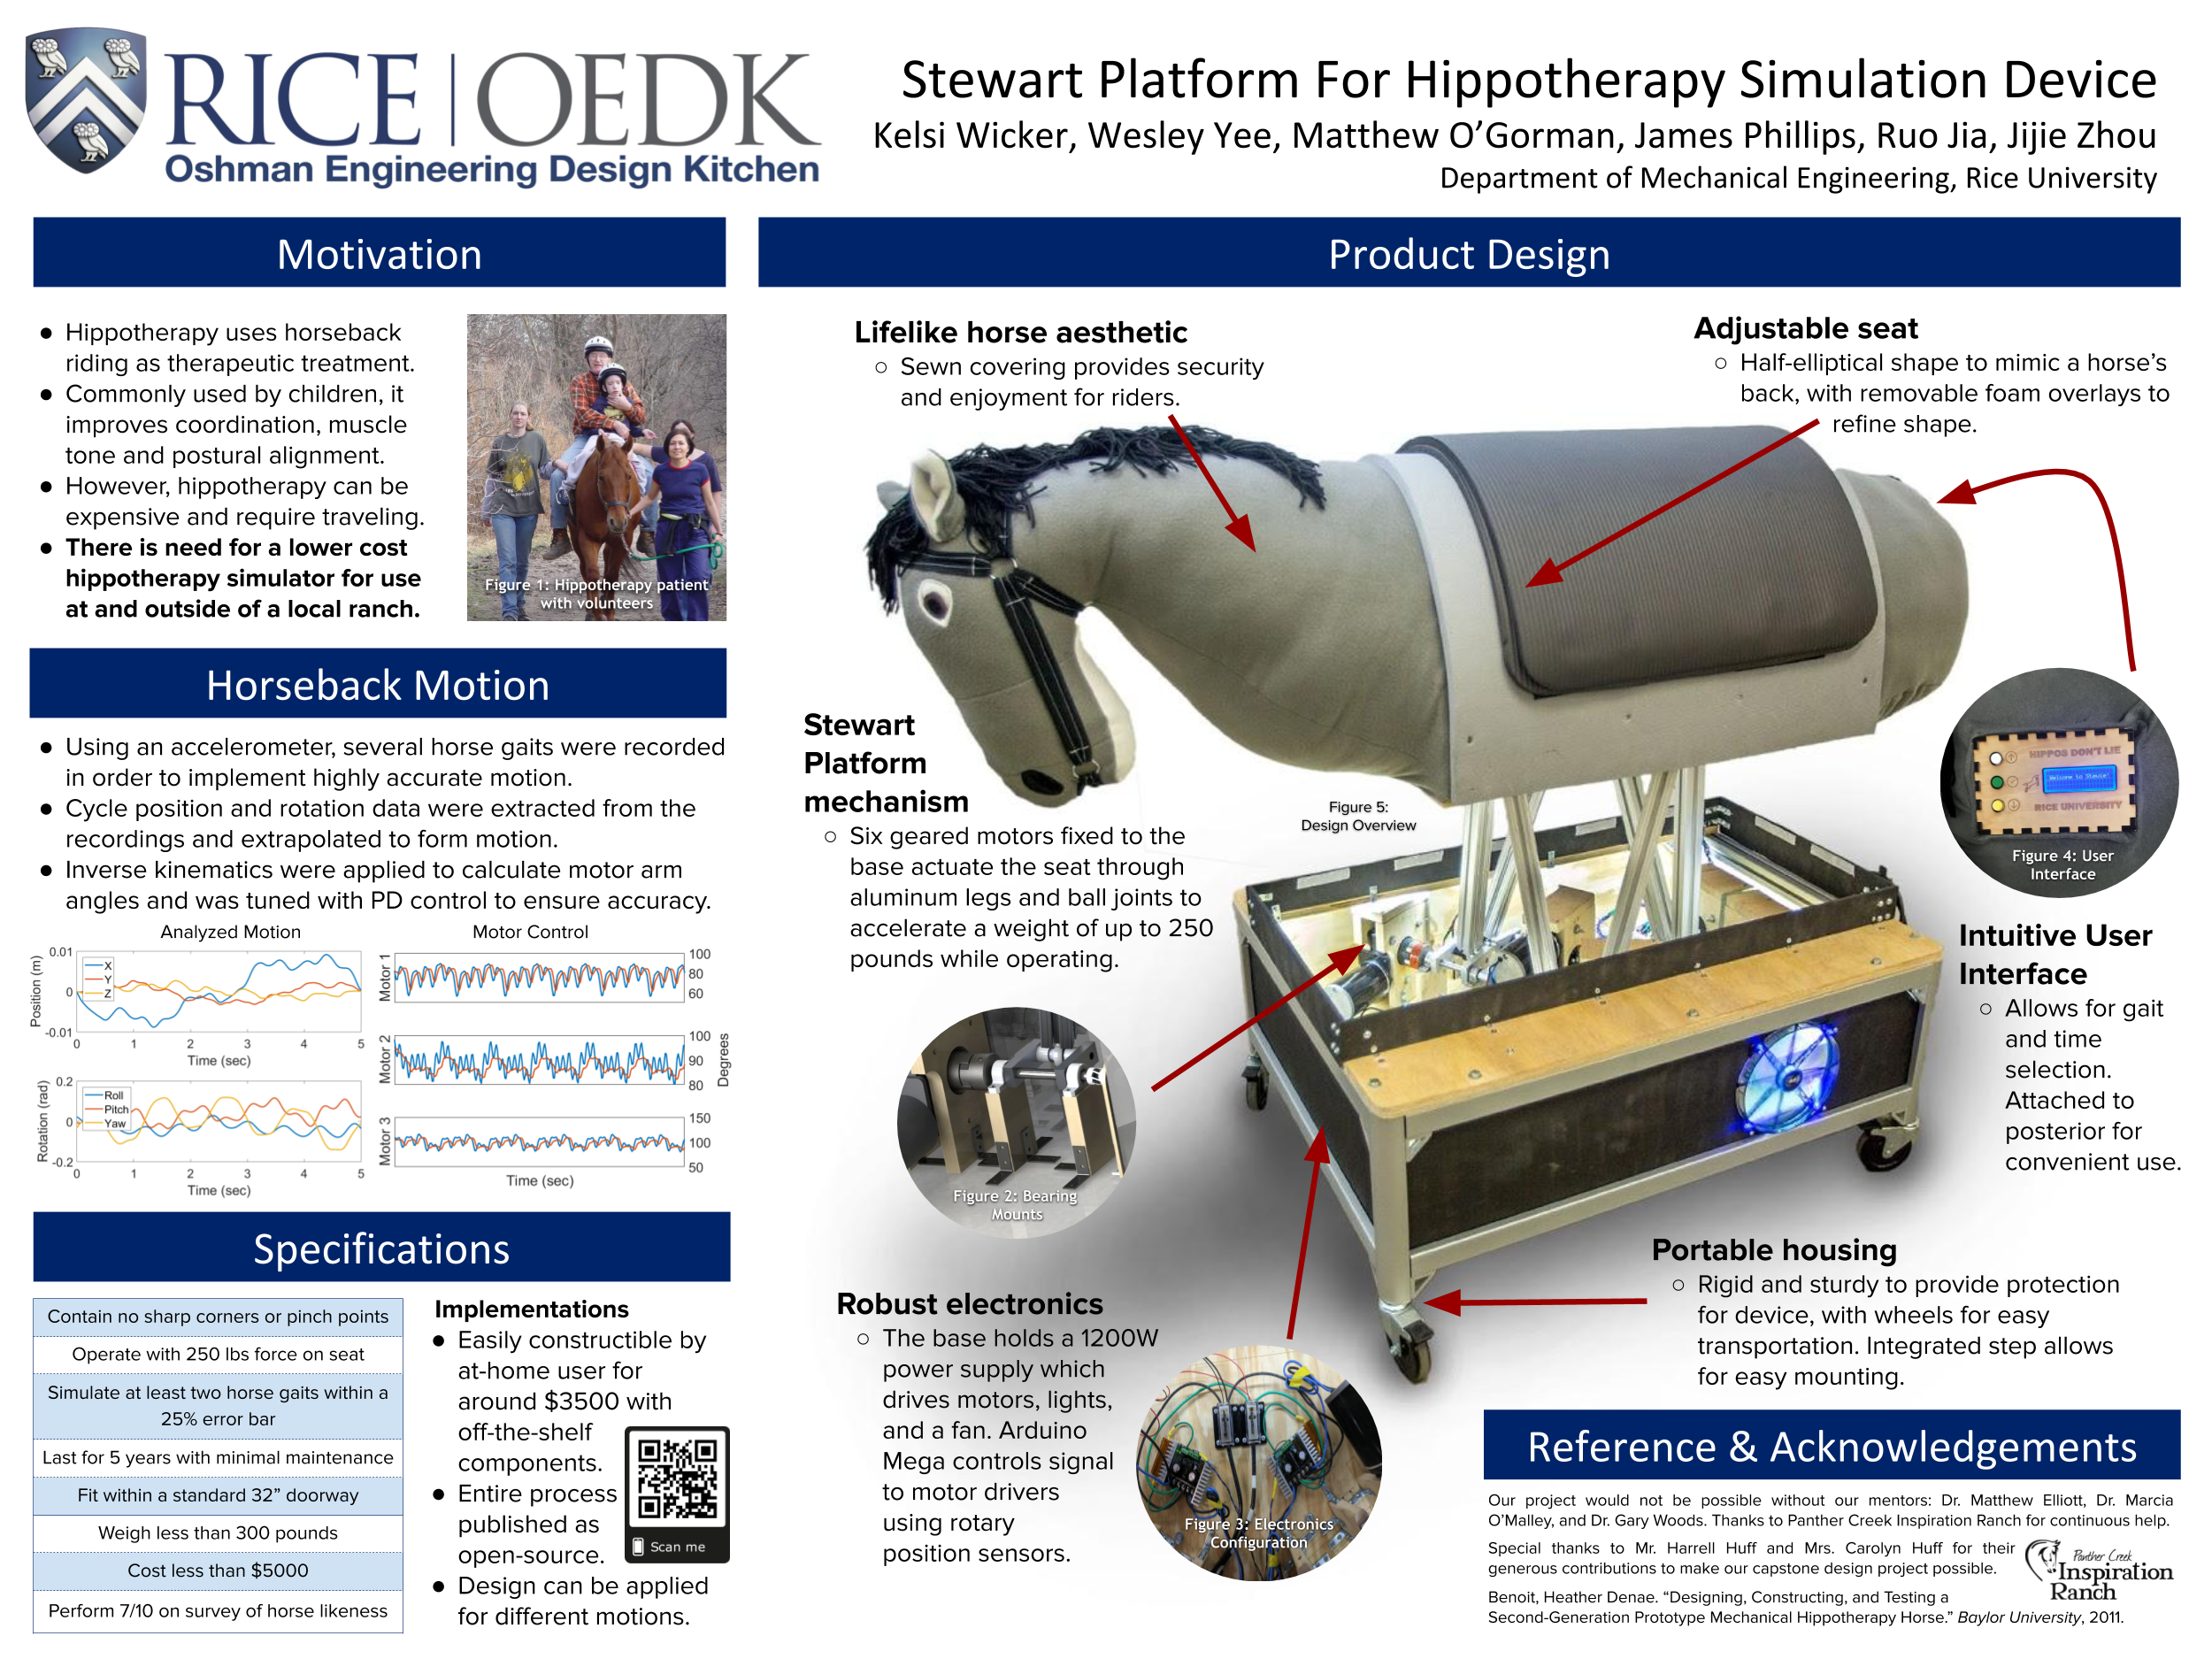 RICE | OEDK
Oshman Engineering Design Kitchen
Stewart Platform For Hippotherapy Simulation Device
Kelsi Wicker, Wesley Yee, Matthew O’Gorman, James Phillips, Ruo Jia, Jijie Zhou
Department of Mechanical Engineering, Rice University
Motivation
● Hippotherapy uses horseback
riding as therapeutic treatment.
● Commonly used by children, it
improves coordination, muscle
tone and postural alignment.
● However, hippotherapy can be
expensive and require traveling.
● There is need for a lower cost
hippotherapy simulator for use
at and outside of a local ranch.
Figure 1: Hippotherapy patient
with volunteers
Horseback Motion
● Using an accelerometer, several horse gaits were recorded
in order to implement highly accurate motion.
● Cycle position and rotation data were extracted from the
recordings and extrapolated to form motion.
● Inverse kinematics were applied to calculate motor arm
angles and was tuned with PD control to ensure accuracy.
Analyzed Motion
Position (m)
0.01
0
-0.01
X
Y
Z
0 1 2 3 4 5
Time (sec)
Rotation (rad)
0.2
0
-0.2
Roll
Pitch
Yaw
0 1 2 3 4 5
Time (sec)
Motor Control
Motor 1
100
80
60
Motor 2
100
90
80
Degrees
Motor 3
150
100
50
Time (sec)
Specifications
Contain no sharp corners or pinch points
Operate with 250 lbs force on seat
Simulate at least two horse gaits within a
25% error bar
Last for 5 years with minimal maintenance
Fit within a standard 32” doorway
Weigh less than 300 pounds
Cost less than $5000
Perform 7/10 on survey of horse likeness
Implementations
● Easily constructible by
at-home user for
around $3500 with
off-the-shelf
components.
● Entire process
published as
open-source.
● Design can be applied
for different motions.
Scan me
Product Design
Lifelike horse aesthetic
○ Sewn covering provides security
and enjoyment for riders.
Adjustable seat
○ Half-elliptical shape to mimic a horse’s
back, with removable foam overlays to
refine shape.
Stewart
Platform
mechanism
○ Six geared motors fixed to the
base actuate the seat through
aluminum legs and ball joints to
accelerate a weight of up to 250
pounds while operating.
Figure 5:
Design Overview
HIPPOS DON'T LIE
Welcome to Stewie!
RICE UNIVERSITY
Figure 4: User
Interface
Intuitive User
Interface
○ Allows for gait
and time
selection.
Attached to
posterior for
convenient use.
Figure 2: Bearing
Mounts
Robust electronics
○ The base holds a 1200W
power supply which
drives motors, lights,
and a fan. Arduino
Mega controls signal
to motor drivers
using rotary
position sensors.
Figure 3: Electronics
Configuration
Portable housing
○ Rigid and sturdy to provide protection
for device, with wheels for easy
transportation. Integrated step allows
for easy mounting.
Reference & Acknowledgements
Our project would not be possible without our mentors: Dr. Matthew Elliott, Dr. Marcia
O’Malley, and Dr. Gary Woods. Thanks to Panther Creek Inspiration Ranch for continuous help.
Special thanks to Mr. Harrell Huff and Mrs. Carolyn Huff for their
generous contributions to make our capstone design project possible.
Panther Creek
Inspiration
Ranch
Benoit, Heather Denae. “Designing, Constructing, and Testing a
Second-Generation Prototype Mechanical Hippotherapy Horse.” Baylor University, 2011.